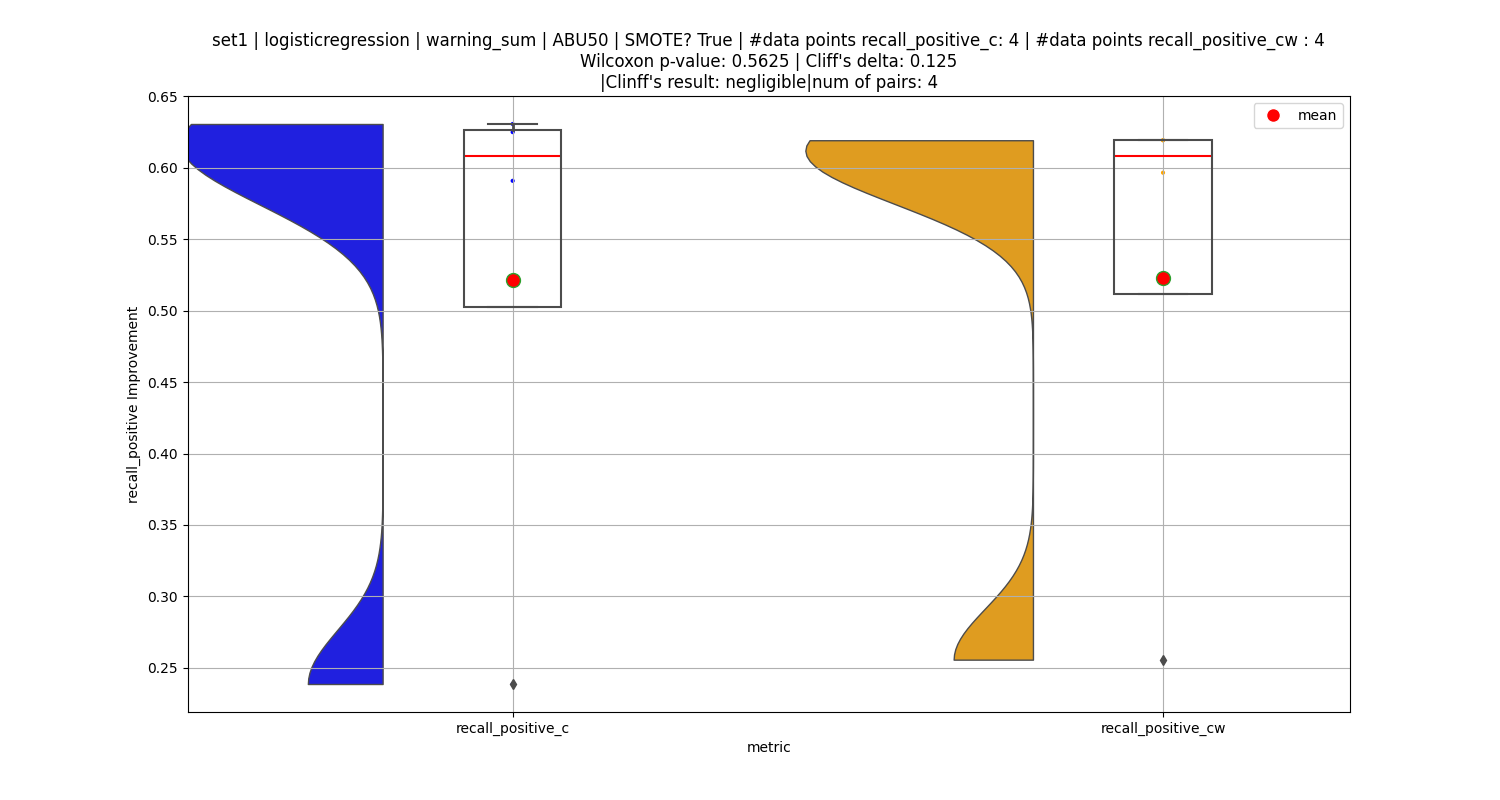 set1 | logisticregression | warning_sum | ABU50 | SMOTE? True | #data points recall_positive_c: 4 | #data points recall_positive_cw : 4
Wilcoxon p-value: 0.5625 | Cliff's delta: 0.125
|Clinff's result: negligible|num of pairs: 4
mean
0.65
0.60
0.55
0.50
0.45
0.40
0.35
0.30
0.25
recall_positive Improvement
recall_positive_c
recall_positive_cw
metric